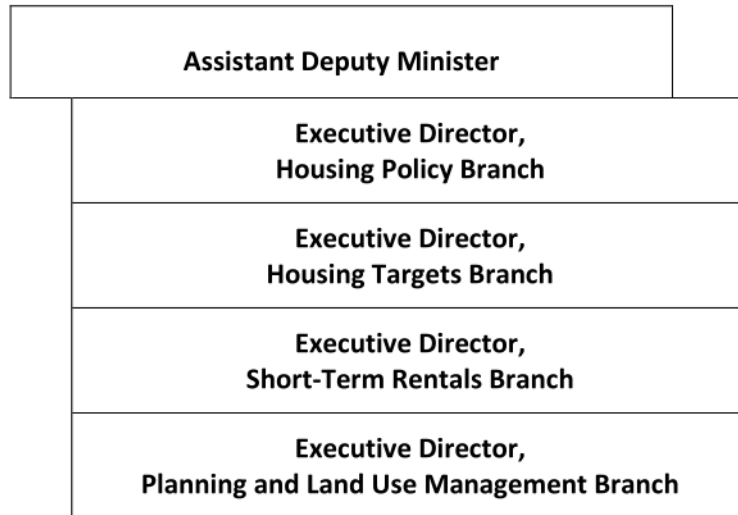 Assistant Deputy Minister
Executive Director,
Housing Policy Branch
Executive Director,
Housing Targets Branch
Executive Director,
Short-Term Rentals Branch
Executive Director,
Planning and Land Use Management Branch